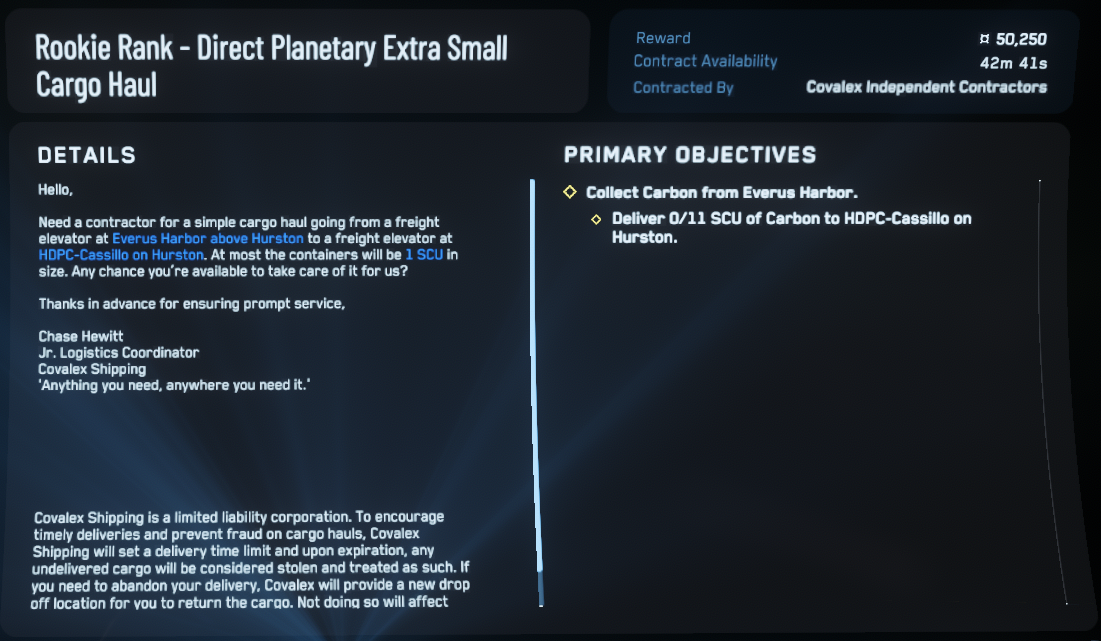 Rookie Rank - Direct Planetary Extra Small
Cargo Haul
Reward ¤ 50,250
Contract Availability 42m 41s
Contracted By Covalex Independent Contractors
DETAILS
Hello,
Need a contractor for a simple cargo haul going from a freight
elevator at Everus Harbor above Hurston to a freight elevator at
HDPC-Cassillo on Hurston. At most the containers will be 1 SCU in
size. Any chance you're available to take care of it for us?
Thanks in advance for ensuring prompt service,
Chase Hewitt
Jr. Logistics Coordinator
Covalex Shipping
'Anything you need, anywhere you need it.'
Covalex Shipping is a limited liability corporation. To encourage
timely deliveries and prevent fraud on cargo hauls, Covalex
Shipping will set a delivery time limit and upon expiration, any
undelivered cargo will be considered stolen and treated as such. If
you need to abandon your delivery, Covalex will provide a new drop
off location for you to return the cargo. Not doing so will affect
PRIMARY OBJECTIVES
Collect Carbon from Everus Harbor.
Deliver 0/11 SCU of Carbon to HDPC-Cassillo on
Hurston.